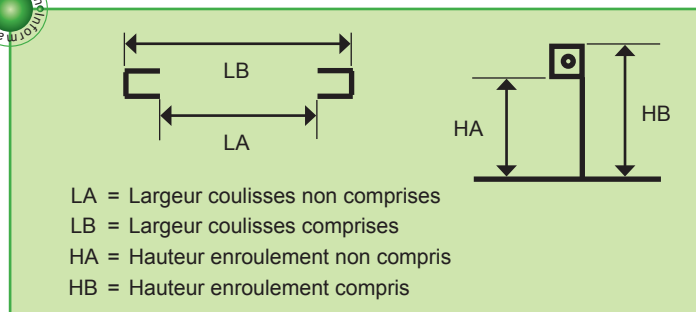 LB
LA
HA
HB
LA = Largeur coulisses non comprises
LB = Largeur coulisses comprises
HA = Hauteur enroulement non compris
HB = Hauteur enroulement compris